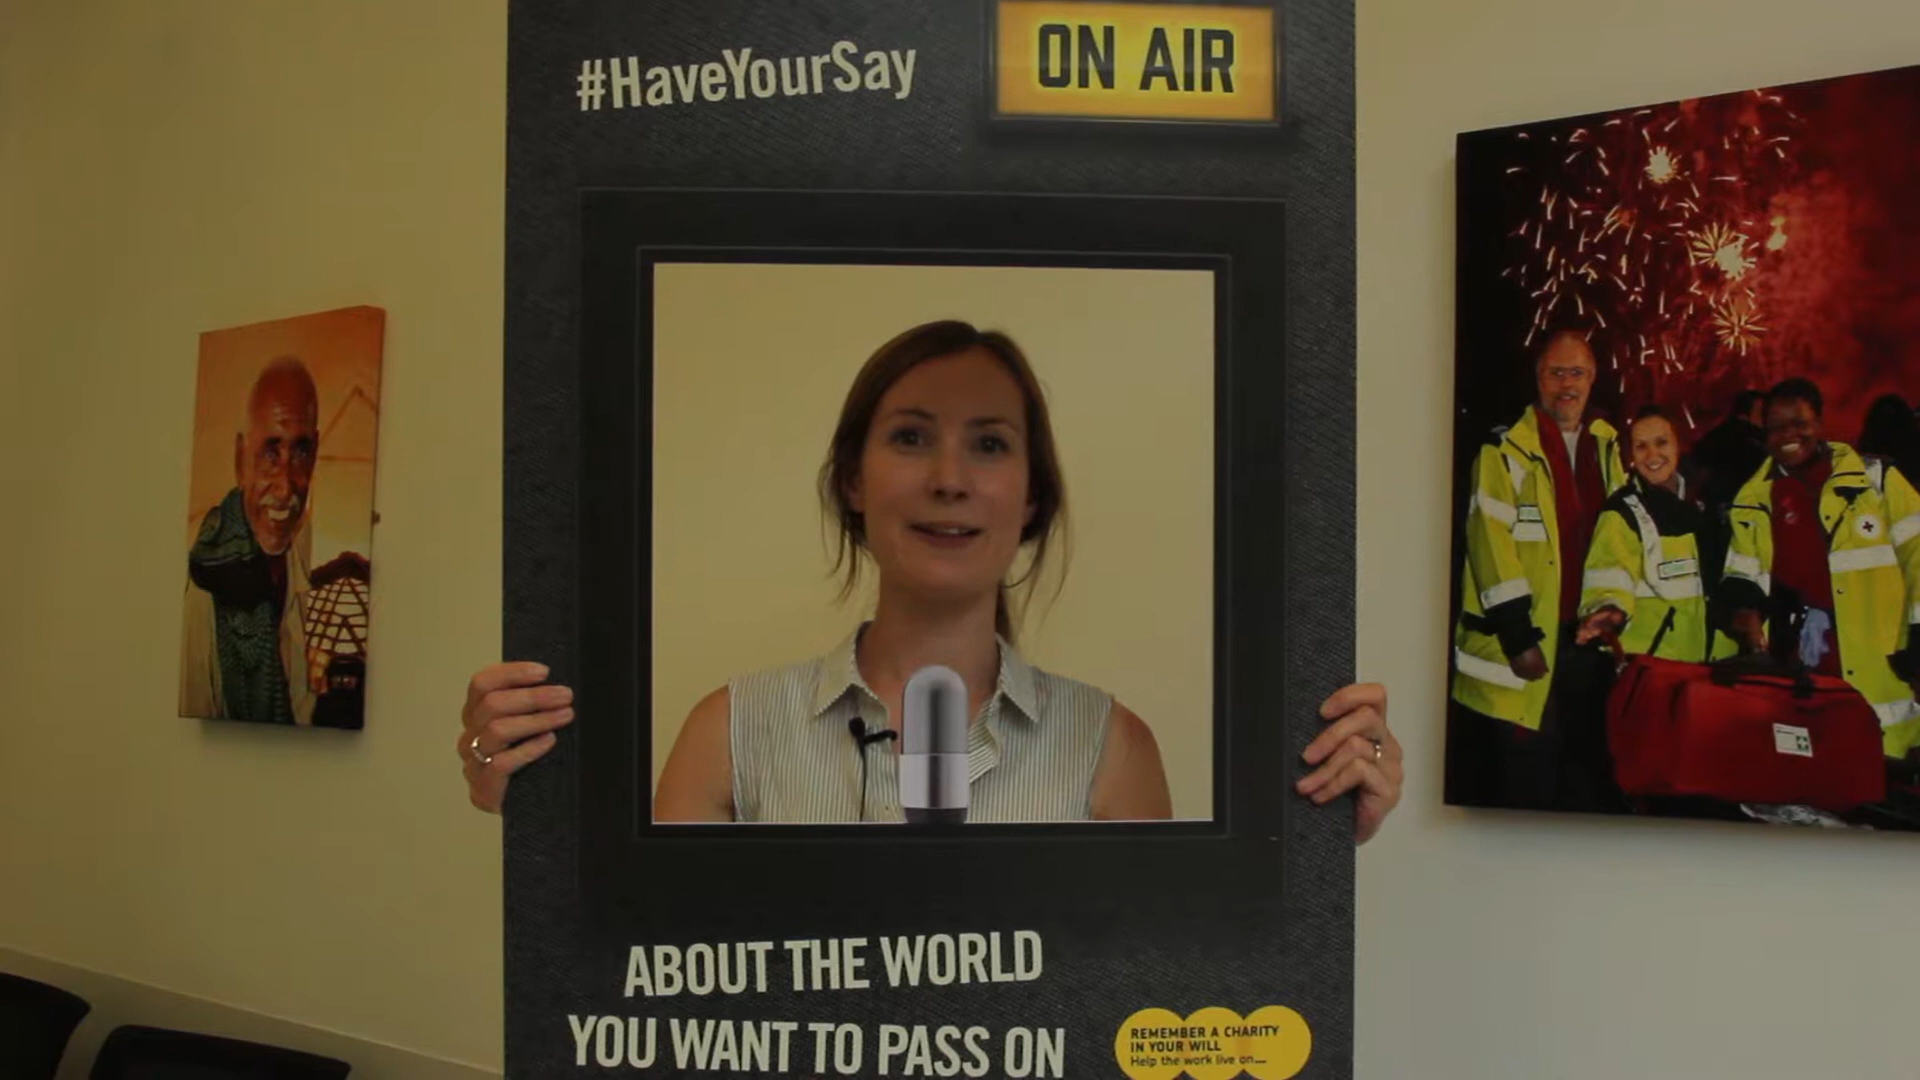 #HaveYourSay
ON AIR
ABOUT THE WORLD
YOU WANT TO PASS ON
REMEMBER A CHARITY
IN YOUR WILL
Help the work live on...